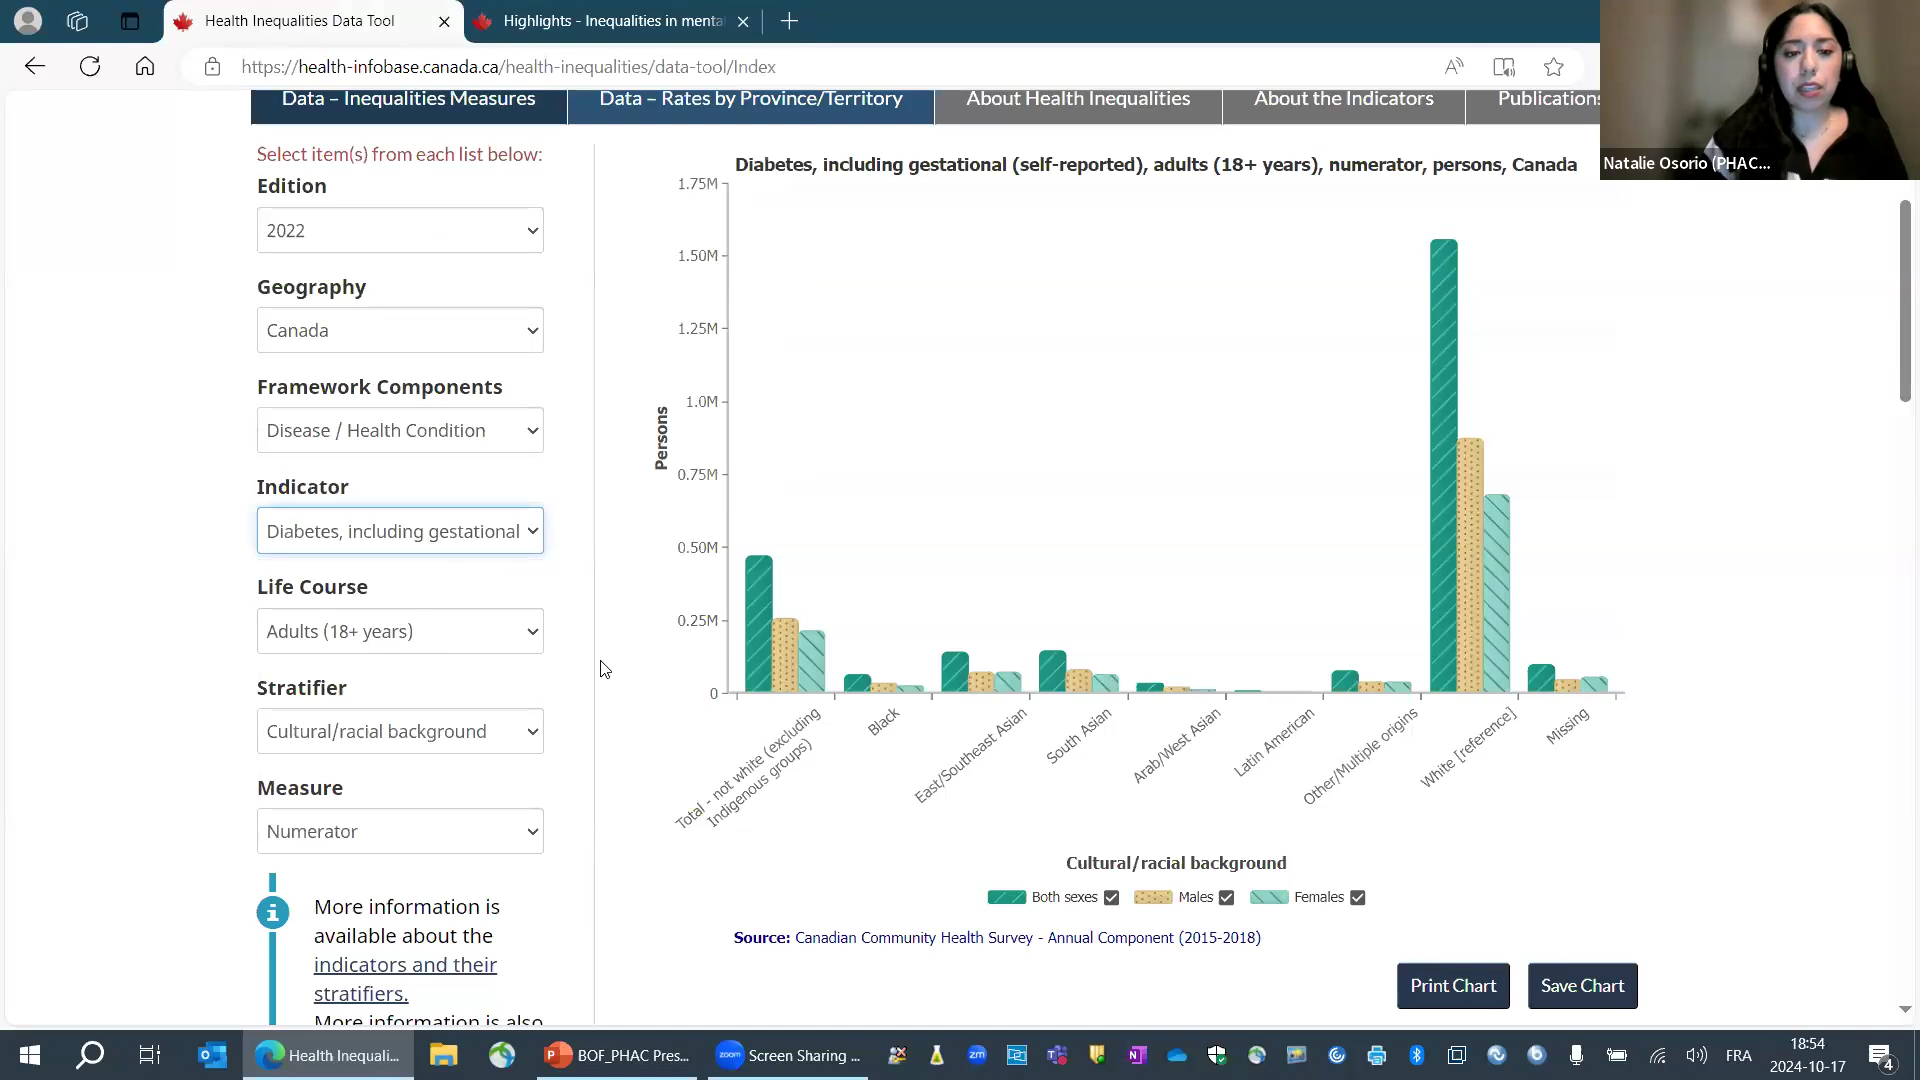 Health Inequalities Data Tool
Highlights - Inequalities in menta
https://health-infobase.canada.ca/health-inequalities/data-tool/Index
Data – Inequalities Measures
Data – Rates by Province/Territory
About Health Inequalities
About the Indicators
Publications
Natalie Osorio (PHAC...
Select item(s) from each list below:
Edition
2022
Geography
Canada
Framework Components
Disease / Health Condition
Indicator
Diabetes, including gestational
Life Course
Adults (18+ years)
Stratifier
Cultural/racial background
Measure
Numerator
More information is
available about the
indicators and their
stratifiers.
More information is also
Diabetes, including gestational (self-reported), adults (18+ years), numerator, persons, Canada
1.75M
1.50M
1.25M
1.0M
0.75M
0.50M
0.25M
0
Persons
Total - not white (excluding
Indigenous groups)
Black
East/Southeast Asian
South Asian
Arab/West Asian
Latin American
Other/Multiple origins
White [reference]
Missing
Cultural/racial background
Both sexes
Males
Females
Source: Canadian Community Health Survey - Annual Component (2015-2018)
Print Chart
Save Chart
Health Inequali...
BOF_PHAC Pres...
zoom
Screen Sharing ...
zm
FRA
18:54
2024-10-17
4